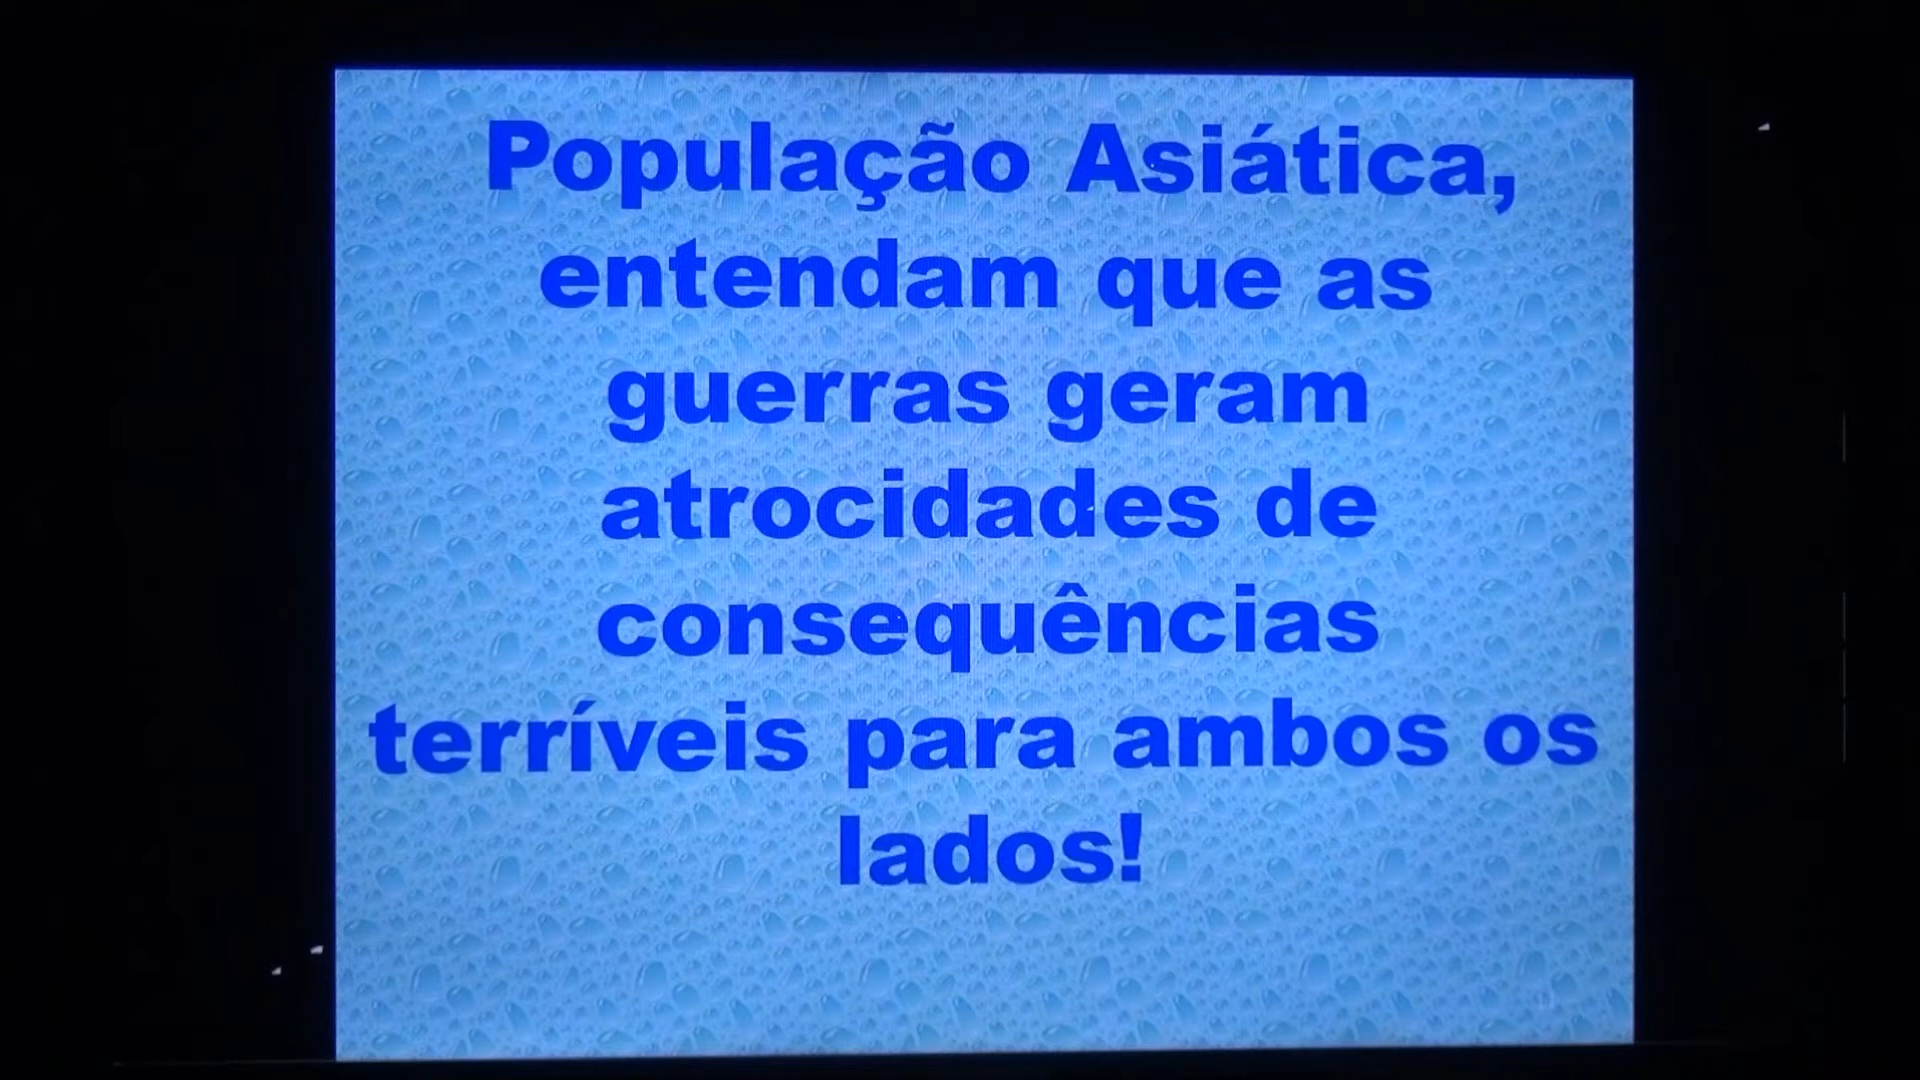 População Asiática,
entendam que as
guerras geram
atrocidades de
consequências
terríveis para ambos os
lados!